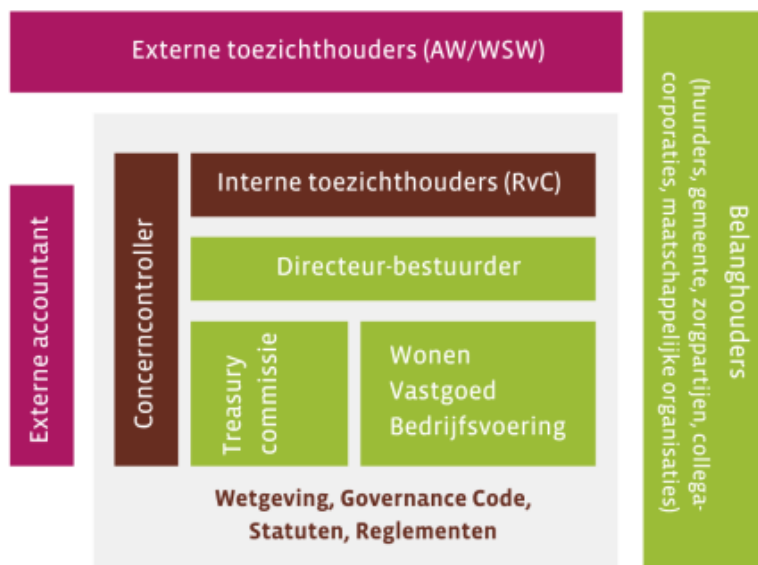 Externe toezichthouders (AW/WSW)
Externe accountant
Concerncontroller
Interne toezichthouders (RvC)
Directeur-bestuurder
Treasury
commissie
Wonen
Vastgoed
Bedrijfsvoering
Wetgeving, Governance Code,
Statuten, Reglementen
Belanghouders
(huurders, gemeente, zorgpartijen, collega-
corporaties, maatschappelijke organisaties)